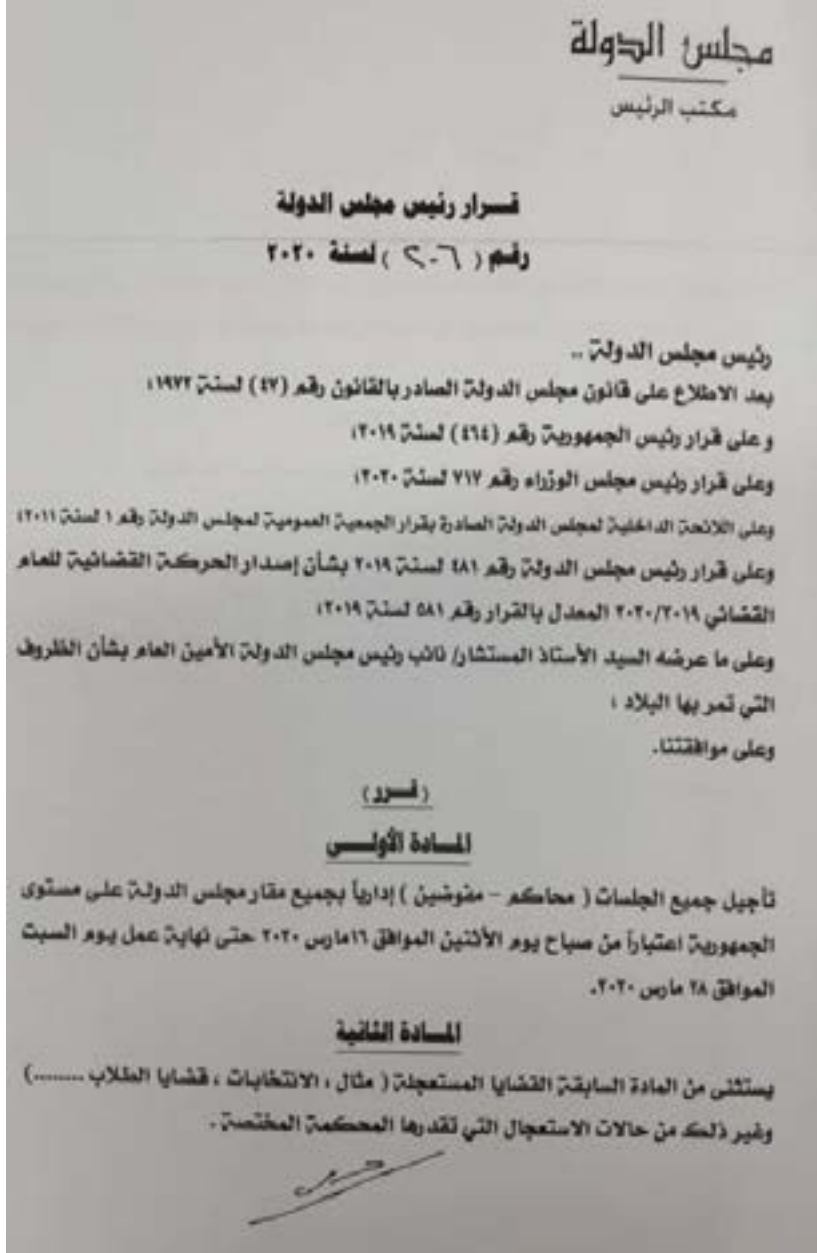 مجلس الدولة
مكتب الرئيس
قـــرار رئيس مجلس الدولة
رقم ( ٢٠٦ ) لسنة ٢٠٢٠
رئيس مجلس الدولة ..
بعد الاطلاع على قانون مجلس الدولة الصادر بالقانون رقم (٤٧) لسنة ١٩٧٢؛
وعلى قرار رئيس الجمهورية رقم (٤٦٤) لسنة ٢٠١٩؛
وعلى قرار رئيس مجلس الوزراء رقم ٧١٧ لسنة ٢٠٢٠؛
وعلى اللائحة الداخلية لمجلس الدولة الصادرة بقرار الجمعية العمومية لمجلس الدولة رقم ١ لسنة ٢٠١١؛
وعلى قرار رئيس مجلس الدولة رقم ٤٨١ لسنة ٢٠١٩ بشأن إصدار الحركة القضائية للعام
القضائي ٢٠٢٠/٢٠١٩ المعدل بالقرار رقم ٥٨١ لسنة ٢٠١٩؛
وعلى ما عرضه السيد الأستاذ المستشار/ نائب رئيس مجلس الدولة الأمين العام بشأن الظروف
التي تمر بها البلاد ؛
وعلى موافقتنا.
( قـــرر )
المــادة الأولـــى
تأجيل جميع الجلسات ( محاكم – مفوضين ) إدارياً بجميع مقار مجلس الدولة على مستوى
الجمهورية اعتباراً من صباح يوم الأثنين الموافق ١٦مارس ٢٠٢٠ حتى نهاية عمل يوم السبت
الموافق ٢٨ مارس ٢٠٢٠.
المــادة الثانية
يستثنى من المادة السابقة القضايا المستعجلة ( مثال ، الانتخابات ، قضايا الطلاب ........)
وغير ذلك من حالات الاستعجال التي تقدرها المحكمة المختصة .